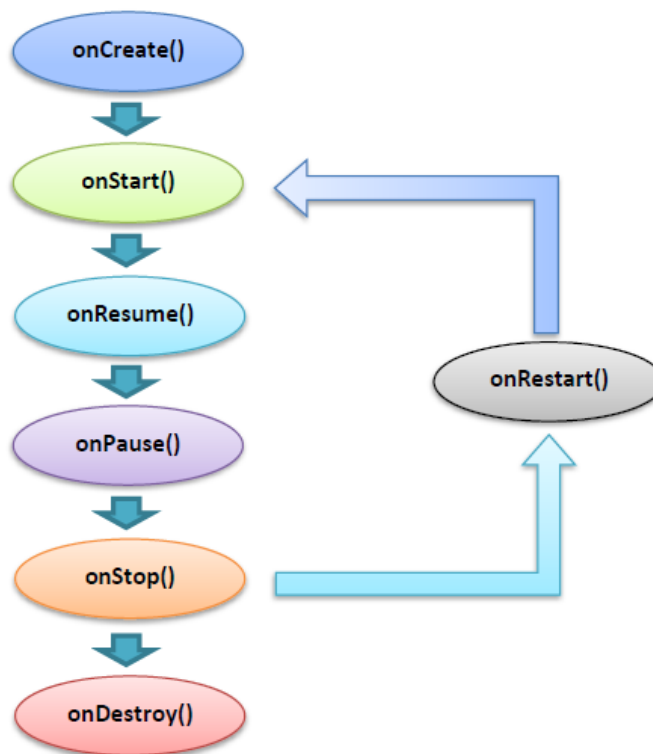 onCreate()
onStart()
onResume()
onRestart()
onPause()
onStop()
onDestroy()